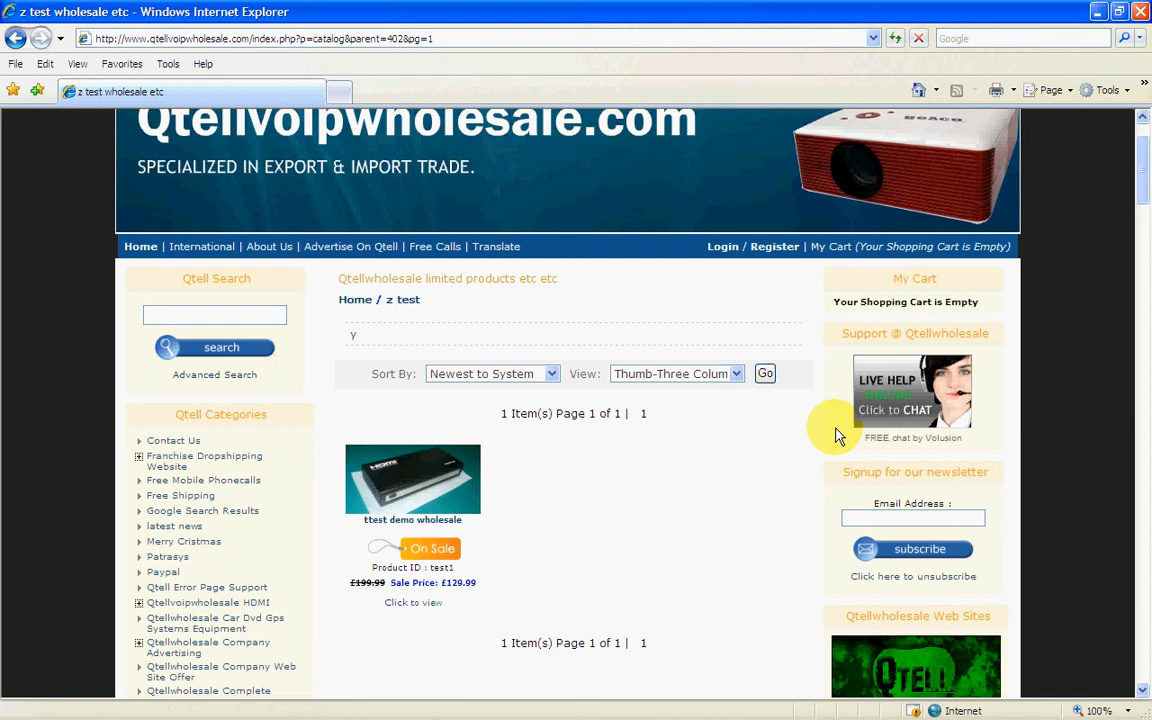 z test wholesale etc - Windows Internet Explorer
http://www.qtellvoipwholesale.com/index.php?p=catalog&parent=402&pg=1
Google
File Edit View Favorites Tools Help
z test wholesale etc
Page Tools
Qtellvoipwholesale.com
SPECIALIZED IN EXPORT & IMPORT TRADE.
Home | International | About Us | Advertise On Qtell | Free Calls | Translate
Login / Register | My Cart (Your Shopping Cart is Empty)
Qtell Search
search
Advanced Search
Qtell Categories
Contact Us
Franchise Dropshipping
Website
Free Mobile Phonecalls
Free Shipping
Google Search Results
latest news
Merry Cristmas
Patrasys
Paypal
Qtell Error Page Support
Qtellvoipwholesale HDMI
Qtellwholesale Car Dvd Gps
Systems Equipment
Qtellwholesale Company
Advertising
Qtellwholesale Company Web
Site Offer
Qtellwholesale Complete
Qtellwholesale limited products etc etc
Home / z test
y
Sort By: Newest to System View: Thumb-Three Colum Go
1 Item(s) Page 1 of 1 | 1
HDMI
ttest demo wholesale
On Sale
Product ID : test1
£199.99 Sale Price: £129.99
Click to view
1 Item(s) Page 1 of 1 | 1
My Cart
Your Shopping Cart is Empty
Support @ Qtellwholesale
LIVE HELP
ONLINE
Click to CHAT
FREE chat by Volusion
Signup for our newsletter
Email Address :
subscribe
Click here to unsubscribe
Qtellwholesale Web Sites
QTELL
Internet
100%